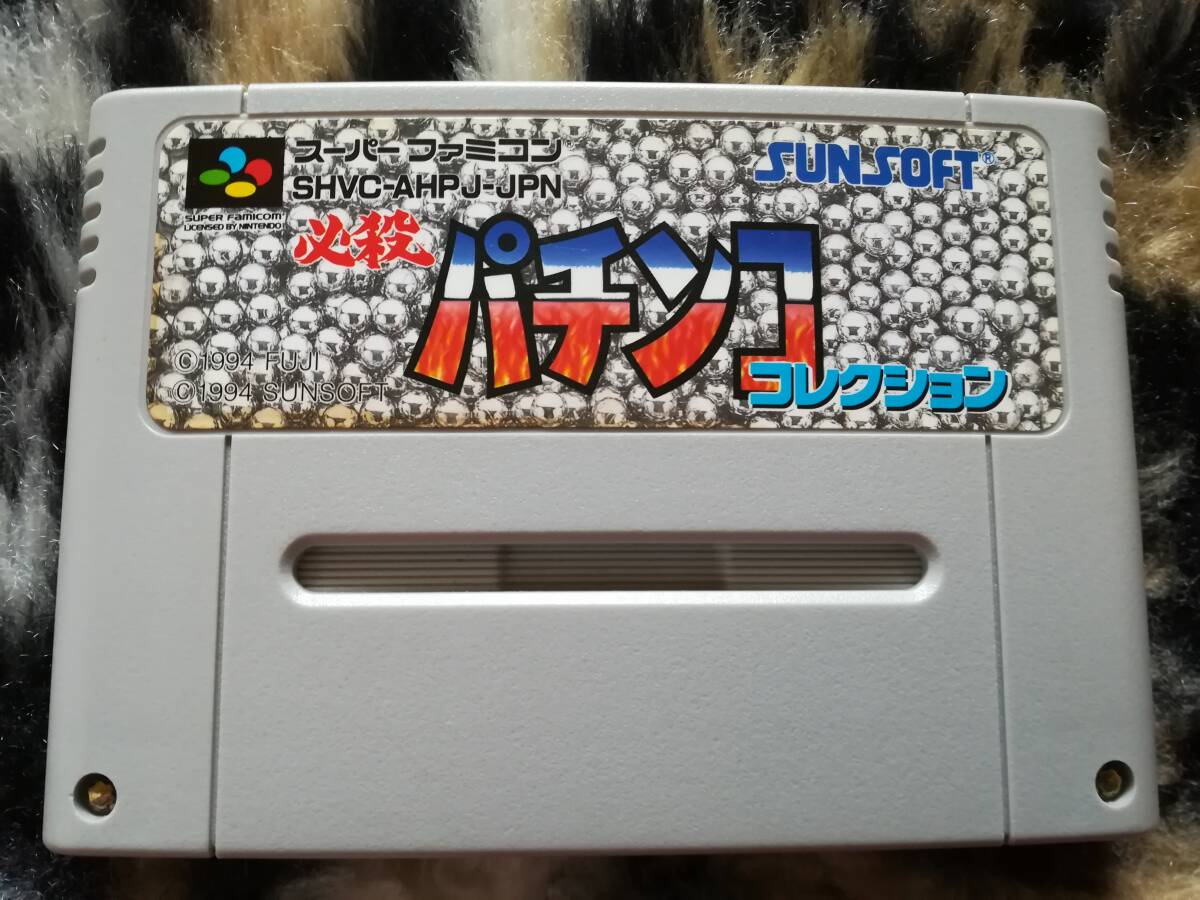 スーパーファミコン®
SHVC-AHPJ-JPN
SUPER FAMICOM
LICENSED BY NINTENDO
SUNSOFT®
必殺
パチンコ
コレクション
©1994 FUJI
©1994 SUNSOFT